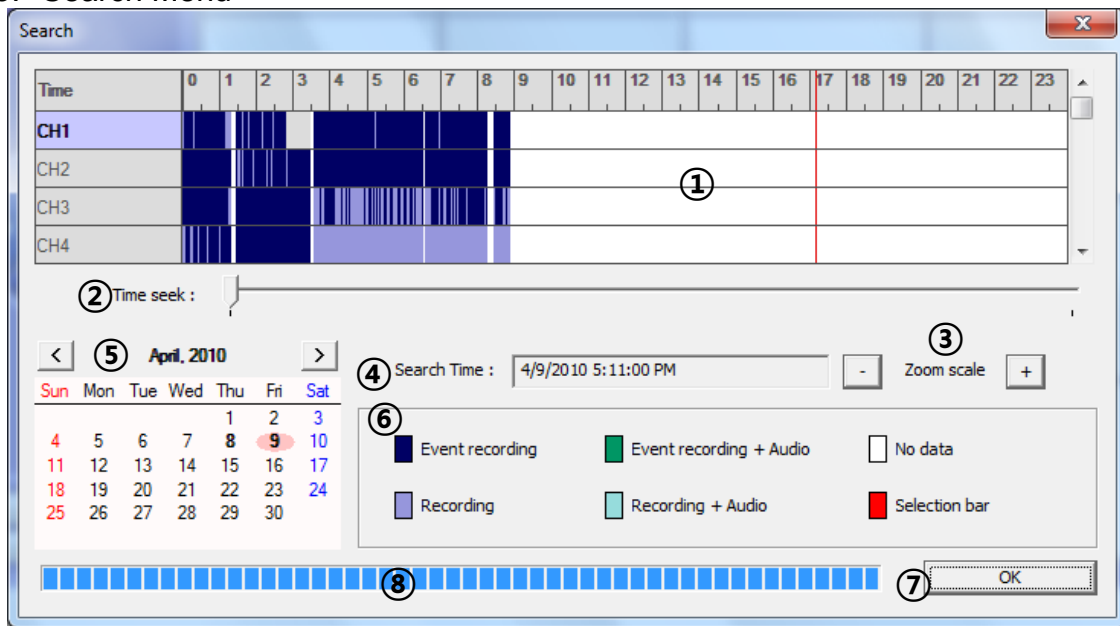 Search Menu
Search
Time 0 1 2 3 4 5 6 7 8 9 10 11 12 13 14 15 16 17 18 19 20 21 22 23
CH1
CH2
①
CH3
CH4
② Time seek :
③
< ⑤ April, 2010 >
④ Search Time : 4/9/2010 5:11:00 PM - Zoom scale +
Sun Mon Tue Wed Thu Fri Sat
1 2 3
4 5 6 7 8 9 10
11 12 13 14 15 16 17
18 19 20 21 22 23 24
25 26 27 28 29 30
⑥
Event recording Event recording + Audio No data
Recording Recording + Audio Selection bar
⑧ ⑦ OK